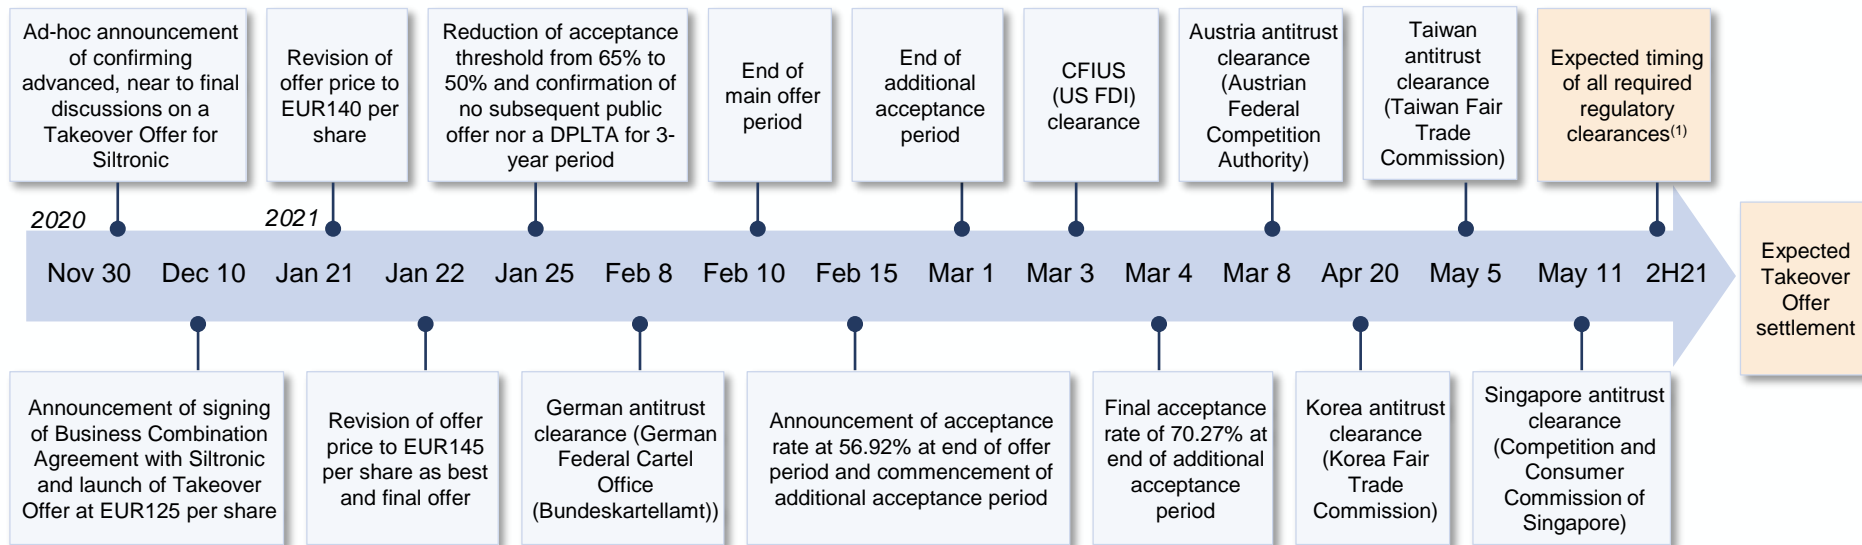 Ad-hoc announcement
of confirming
advanced, near to final
discussions on a
Takeover Offer for
Siltronic
Revision of
offer price to
EUR140 per
share
Reduction of acceptance
threshold from 65% to
50% and confirmation of
no subsequent public
offer nor a DPLTA for 3-
year period
End of
main offer
period
End of
additional
acceptance
period
CFIUS
(US FDI)
clearance
Austria antitrust
clearance
(Austrian
Federal
Competition
Authority)
Taiwan
antitrust
clearance
(Taiwan Fair
Trade
Commission)
Expected timing
of all required
regulatory
clearances(1)
2020
2021
Nov 30 Dec 10 Jan 21 Jan 22 Jan 25 Feb 8 Feb 10 Feb 15 Mar 1 Mar 3 Mar 4 Mar 8 Apr 20 May 5 May 11 2H21
Expected
Takeover
Offer
settlement
Announcement of signing
of Business Combination
Agreement with Siltronic
and launch of Takeover
Offer at EUR125 per share
Revision of offer
price to EUR145
per share as best
and final offer
German antitrust
clearance (German
Federal Cartel
Office
(Bundeskartellamt))
Announcement of acceptance
rate at 56.92% at end of offer
period and commencement of
additional acceptance period
Final acceptance
rate of 70.27% at
end of additional
acceptance
period
Korea antitrust
clearance
(Korea Fair
Trade
Commission)
Singapore antitrust
clearance
(Competition and
Consumer
Commission of
Singapore)